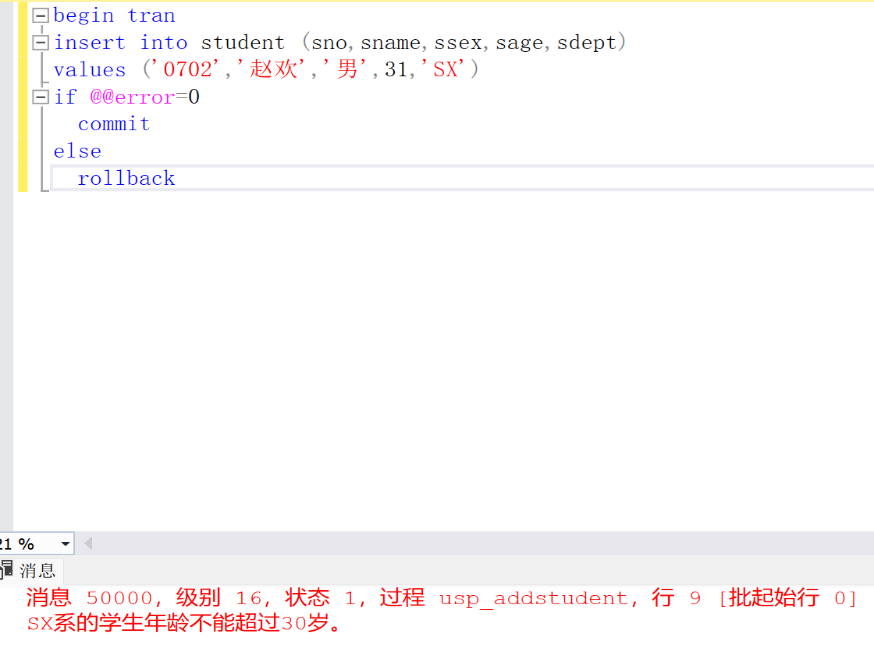 begin tran
insert into student (sno,sname,ssex,sage,sdept)
values ('0702','赵欢','男',31,'SX')
if @@error=0
commit
else
rollback
21 %
消息
消息 50000, 级别 16, 状态 1, 过程 usp_addstudent, 行 9 [批起始行 0]
SX系的学生年龄不能超过30岁。